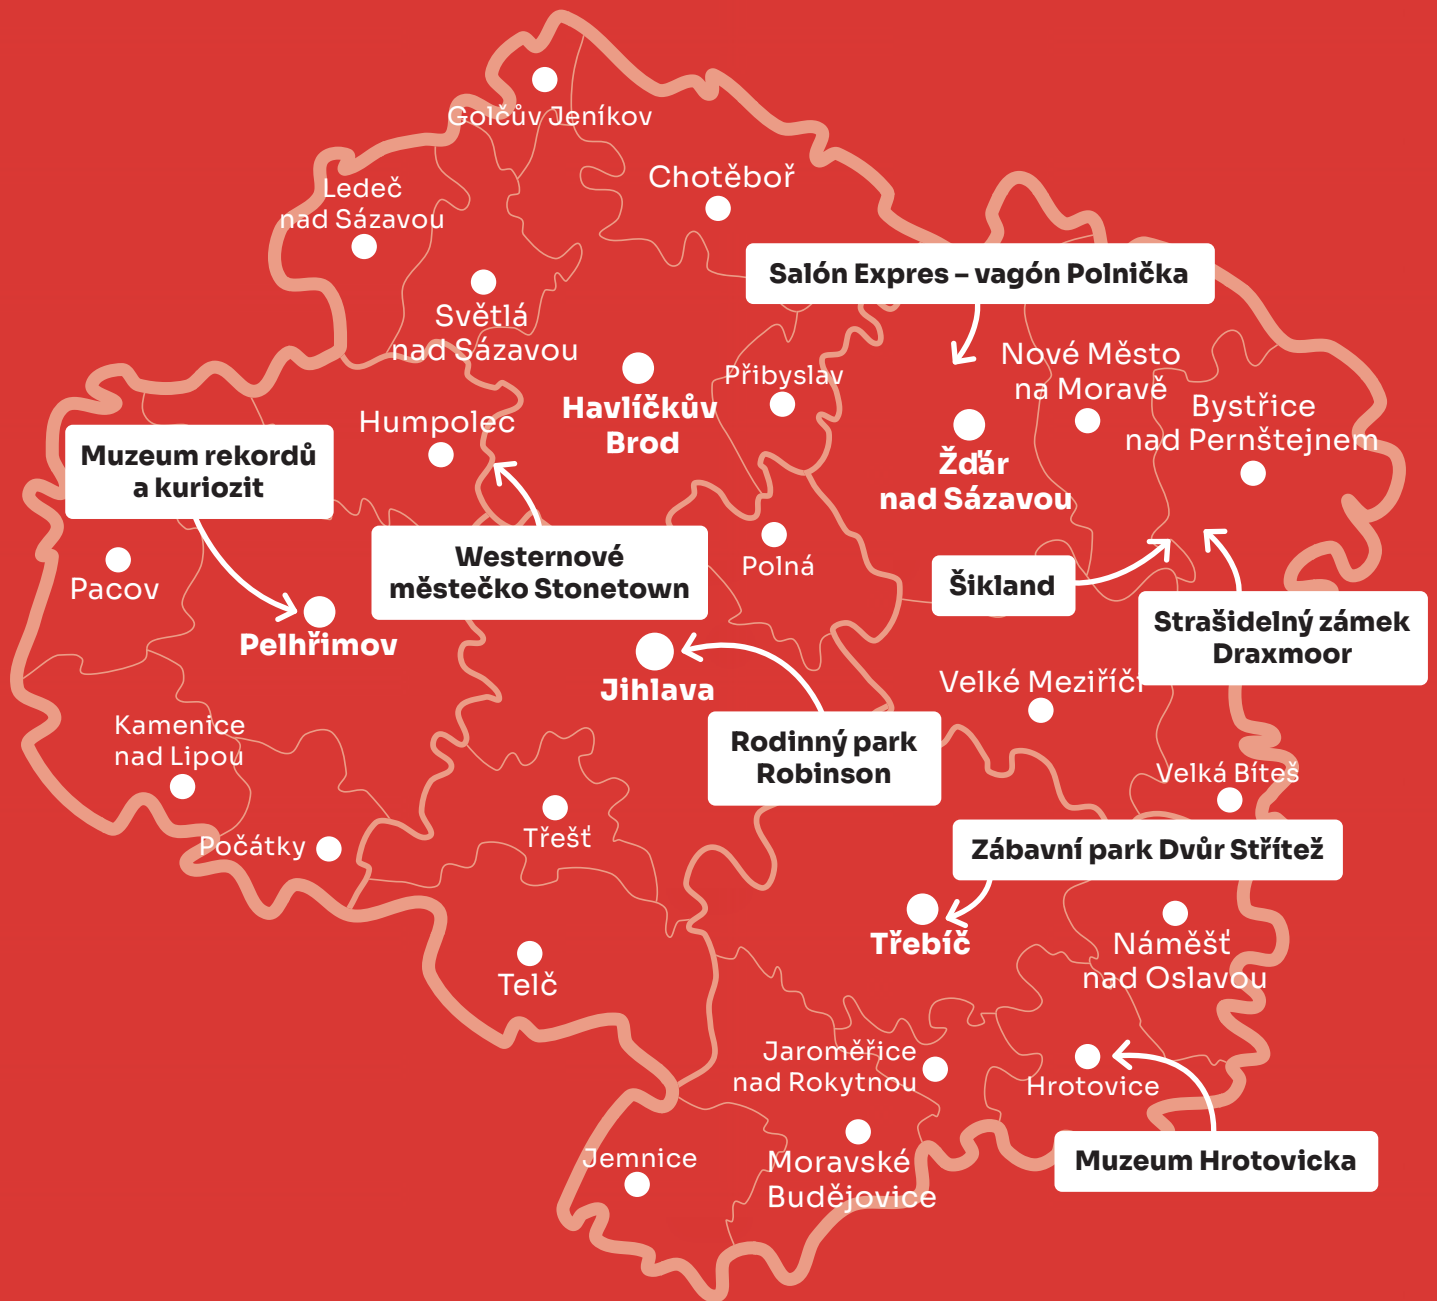 Golčův Jeníkov
Chotěboř
Ledeč
nad Sázavou
Salón Expres – vagón Polnička
Světlá
nad Sázavou
Nové Město
na Moravě
Přibyslav
Havlíčkův
Brod
Bystřice
nad Pernštejnem
Humpolec
Muzeum rekordů
a kuriozit
Žďár
nad Sázavou
Westernové
městečko Stonetown
Polná
Pacov
Šikland
Strašidelný zámek
Draxmoor
Pelhřimov
Jihlava
Velké Meziříčí
Kamenice
nad Lipou
Rodinný park
Robinson
Velká Bíteš
Třešť
Počátky
Zábavní park Dvůr Střítež
Třebíč
Náměšť
nad Oslavou
Telč
Jaroměřice
nad Rokytnou
Hrotovice
Jemnice
Moravské
Budějovice
Muzeum Hrotovicka